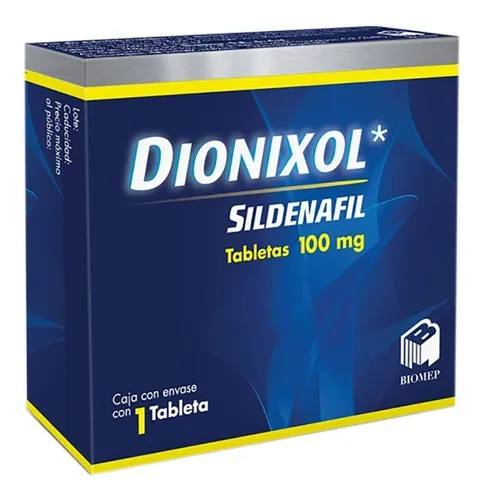 DIONIXOL*
SILDENAFIL
Tabletas 100 mg
BIOMEP
Caja con envase
con 1 Tableta
Lote:
Caducidad:
Precio máximo
al público: